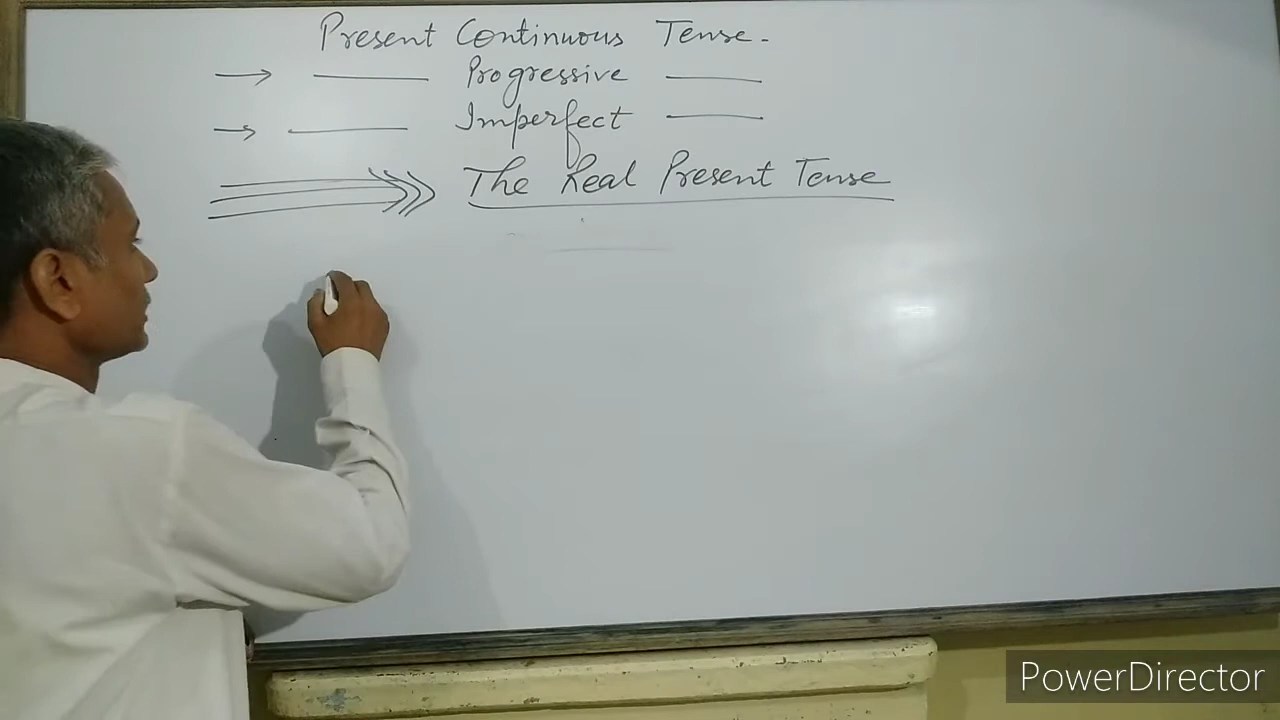 Present Continuous Tense.
→ —— Progressive ——
→ —— Imperfect ——
The Real Present Tense
PowerDirector